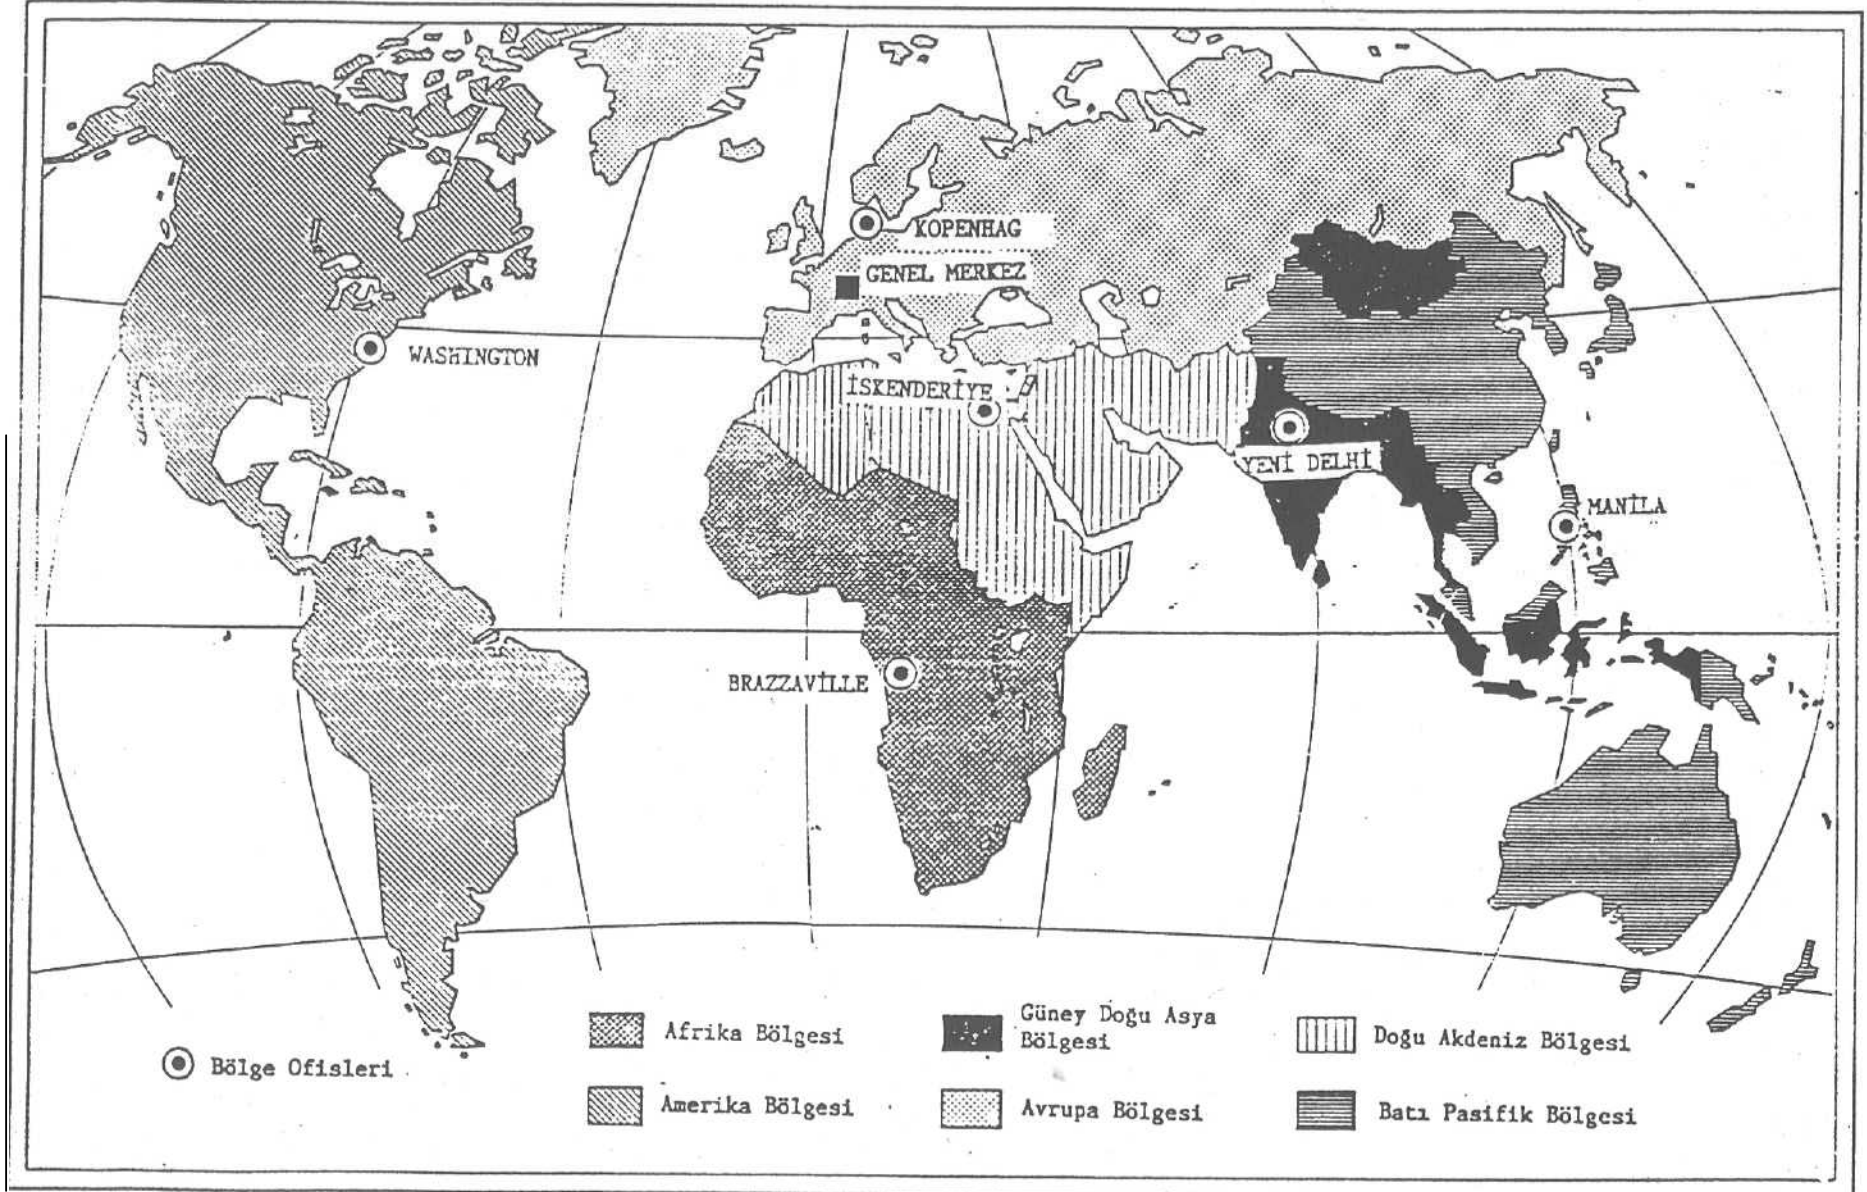 KOPENHAG
GENEL MERKEZ
WASHINGTON
İSKENDERİYE
YENİ DELHİ
MANİLA
BRAZZAVİLLE
Bölge Ofisleri
Afrika Bölgesi
Amerika Bölgesi
Güney Doğu Asya
Bölgesi
Avrupa Bölgesi
Doğu Akdeniz Bölgesi
Batı Pasifik Bölgesi